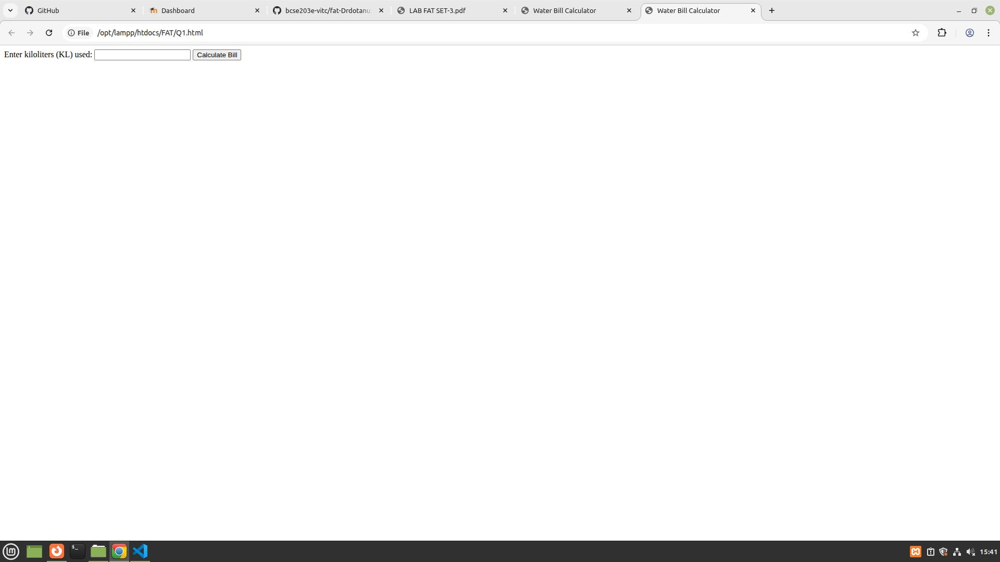 GitHub
Dashboard
bcse203e-vitc/fat-Drdotanu
LAB FAT SET-3.pdf
Water Bill Calculator
Water Bill Calculator
File /opt/lampp/htdocs/FAT/Q1.html
Enter kiloliters (KL) used: Calculate Bill
15:41